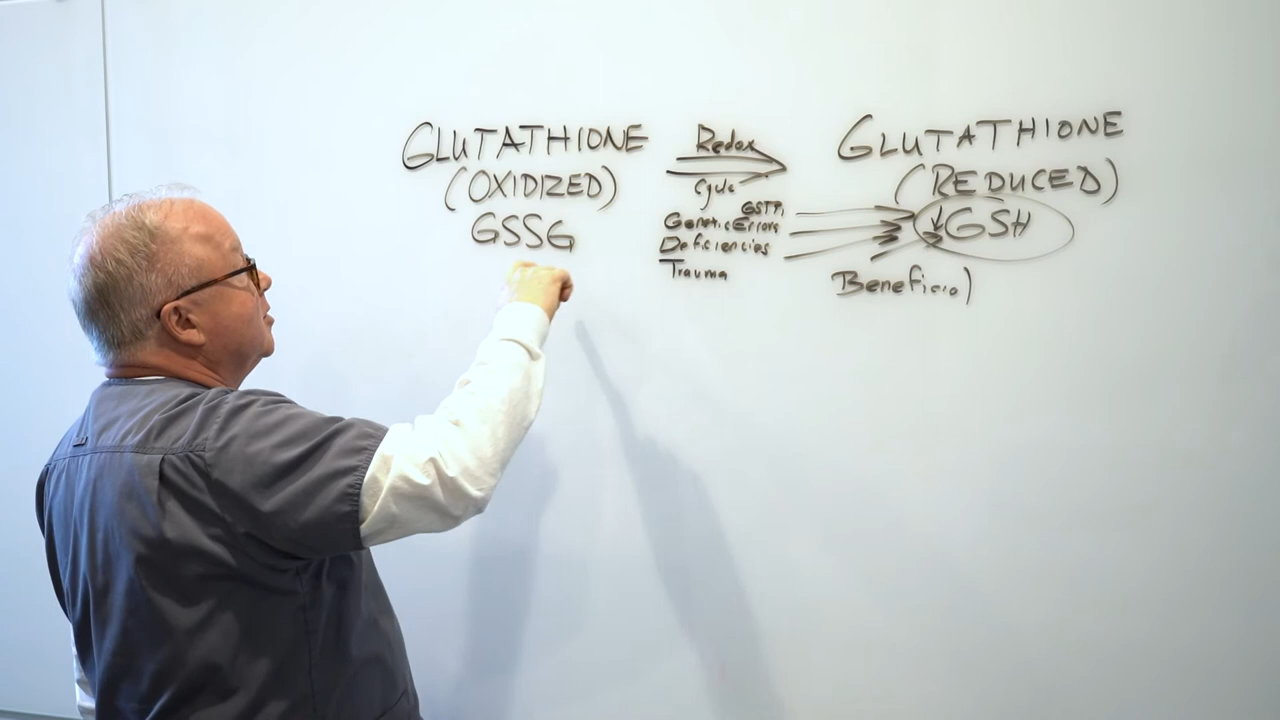 GLUTATHIONE
(OXIDIZED)
GSSG
Redox
Cycle
GSTP1
Genetic Errors
Deficiencies
Trauma
GLUTATHIONE
(REDUCED)
↓GSH
Beneficial